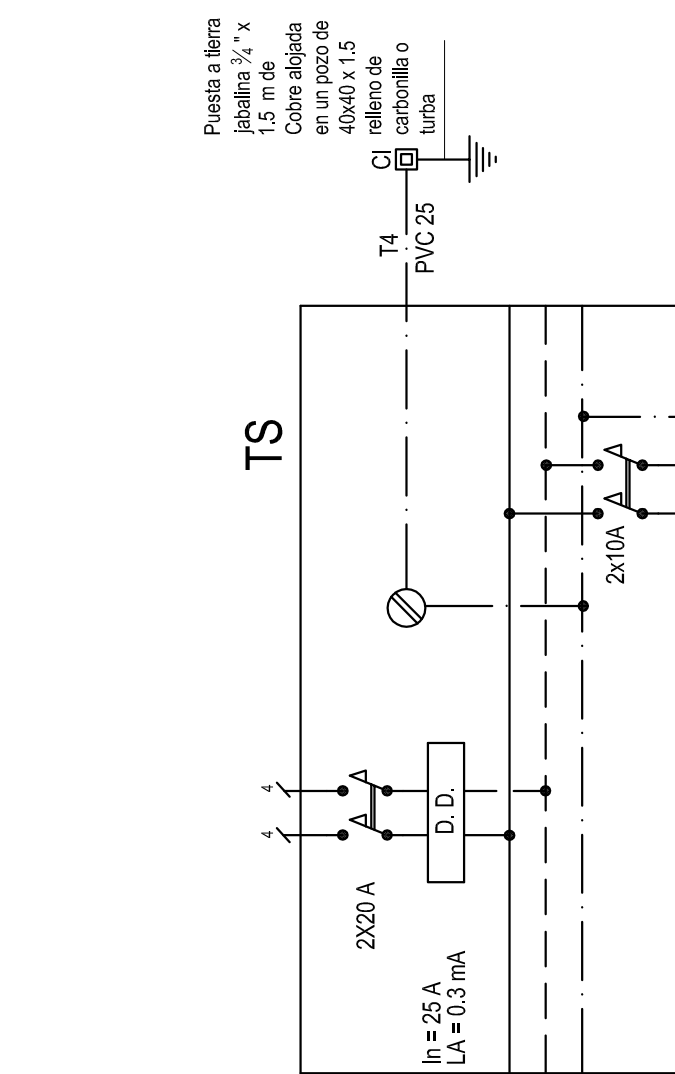 Puesta a tierra
jabalina 3/4 " x
1.5 m de
Cobre alojada
en un pozo de
40x40 x 1.5
relleno de
carbonilla o
turba
CI
T4
PVC 25
TS
2x10A
4
4
D. D.
2X20 A
In = 25 A
LA = 0.3 mA